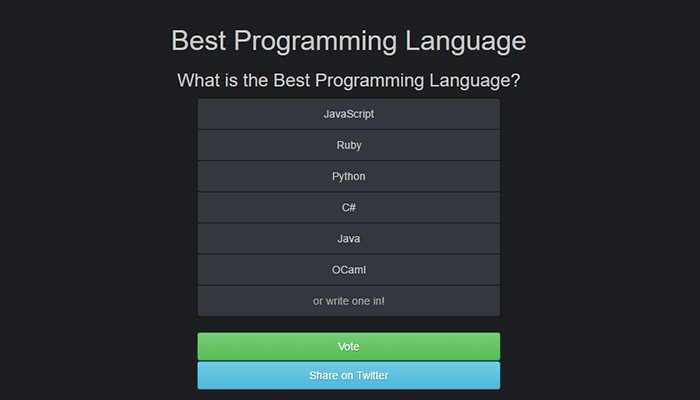 Best Programming Language
What is the Best Programming Language?
JavaScript
Ruby
Python
C#
Java
OCaml
or write one in!
Vote
Share on Twitter